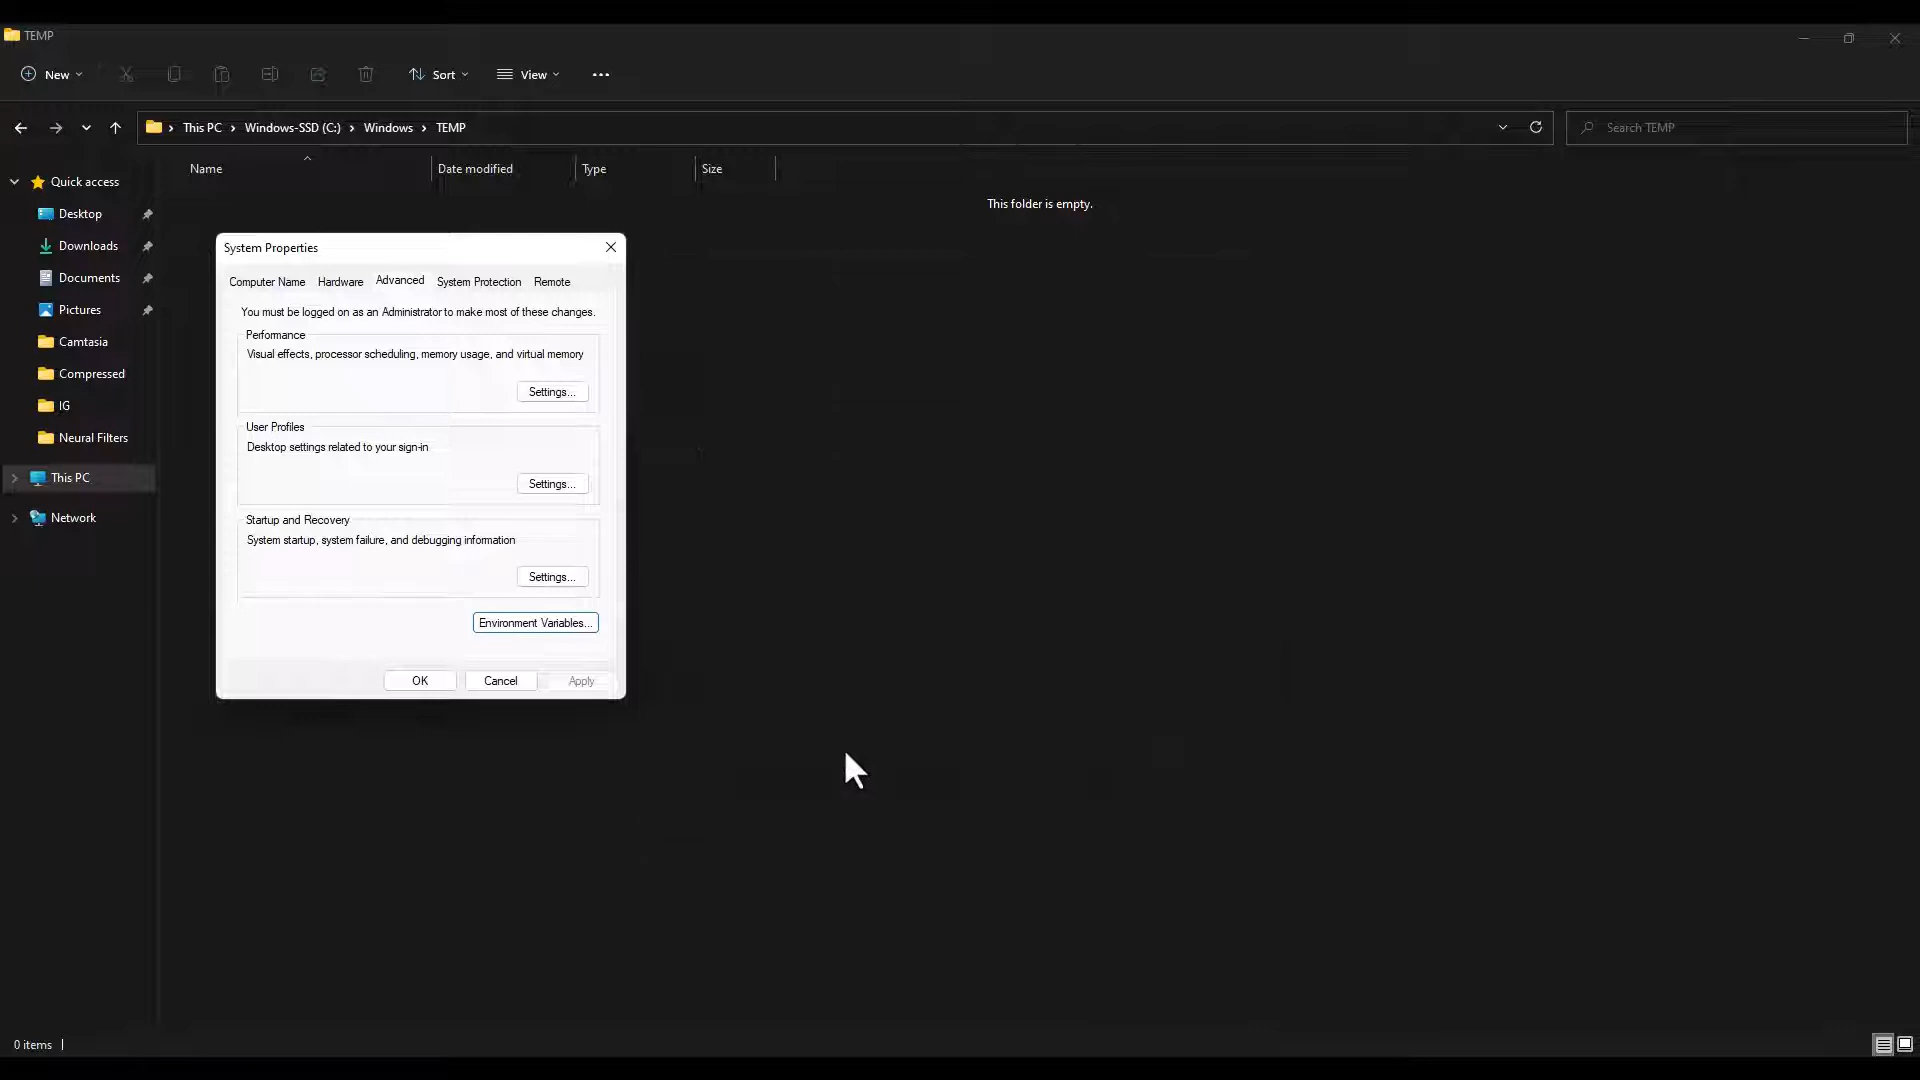 TEMP
New
Sort
View
This PC > Windows-SSD (C:) > Windows > TEMP
Search TEMP
Name
Date modified
Type
Size
This folder is empty.
Quick access
Desktop
Downloads
Documents
Pictures
Camtasia
Compressed
IG
Neural Filters
This PC
Network
System Properties
Computer Name
Hardware
Advanced
System Protection
Remote
You must be logged on as an Administrator to make most of these changes.
Performance
Visual effects, processor scheduling, memory usage, and virtual memory
Settings...
User Profiles
Desktop settings related to your sign-in
Settings...
Startup and Recovery
System startup, system failure, and debugging information
Settings...
Environment Variables...
OK
Cancel
Apply
0 items